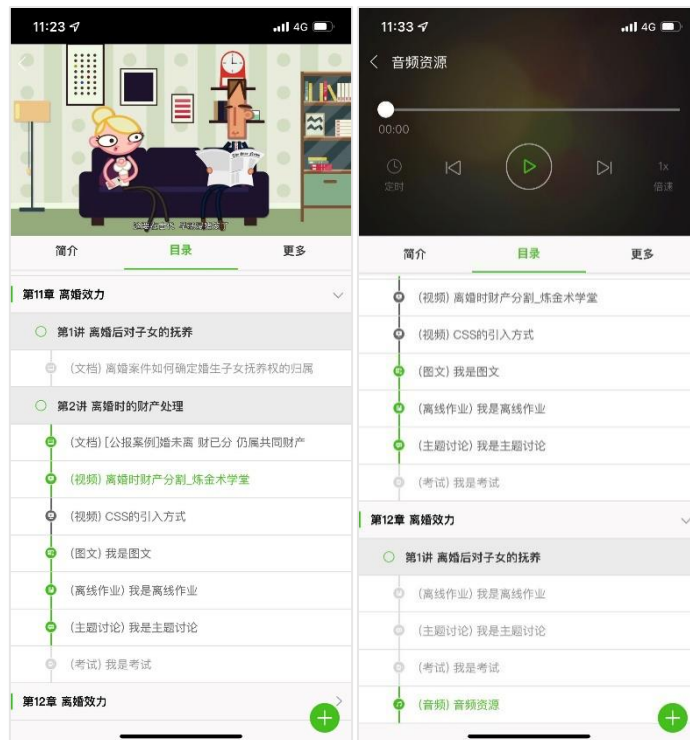 11:23
4G
简介
目录
更多
第11章 离婚效力
第1讲 离婚后对子女的抚养
(文档) 离婚案件如何确定婚生子女抚养权的归属
第2讲 离婚时的财产处理
(文档) [公报案例]婚未离 财已分 仍属共同财产
(视频) 离婚时财产分割_炼金术学堂
(视频) CSS的引入方式
(图文) 我是图文
(离线作业) 我是离线作业
(主题讨论) 我是主题讨论
(考试) 我是考试
第12章 离婚效力
11:33
4G
音频资源
00:00
定时
1x
倍速
简介
目录
更多
(视频) 离婚时财产分割_炼金术学堂
(视频) CSS的引入方式
(图文) 我是图文
(离线作业) 我是离线作业
(主题讨论) 我是主题讨论
(考试) 我是考试
第12章 离婚效力
第1讲 离婚后对子女的抚养
(离线作业) 我是离线作业
(主题讨论) 我是主题讨论
(考试) 我是考试
(音频) 音频资源